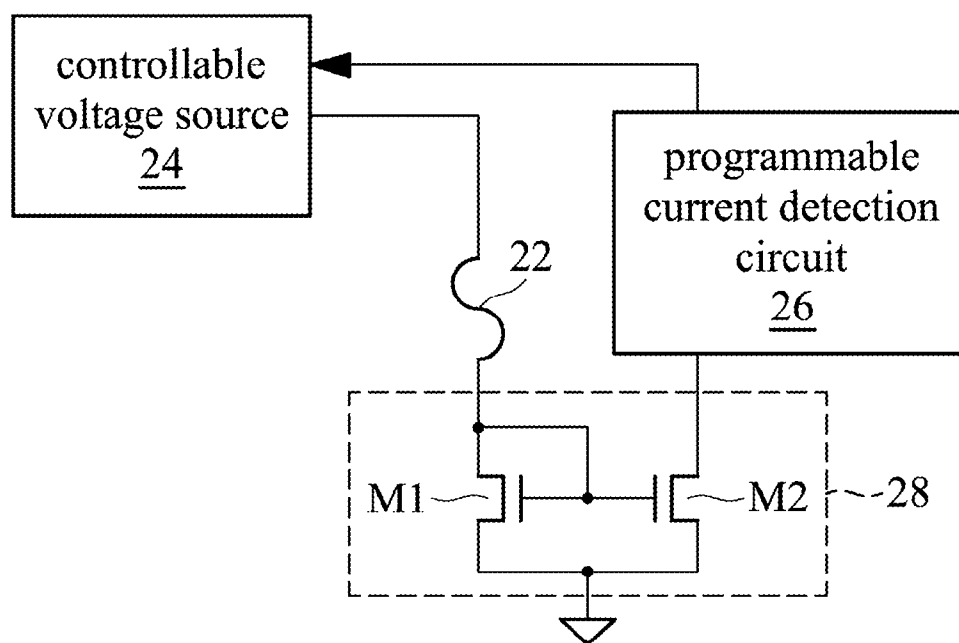 controllable
voltage source
24
programmable
current detection
circuit
26
22
M1
M2
28